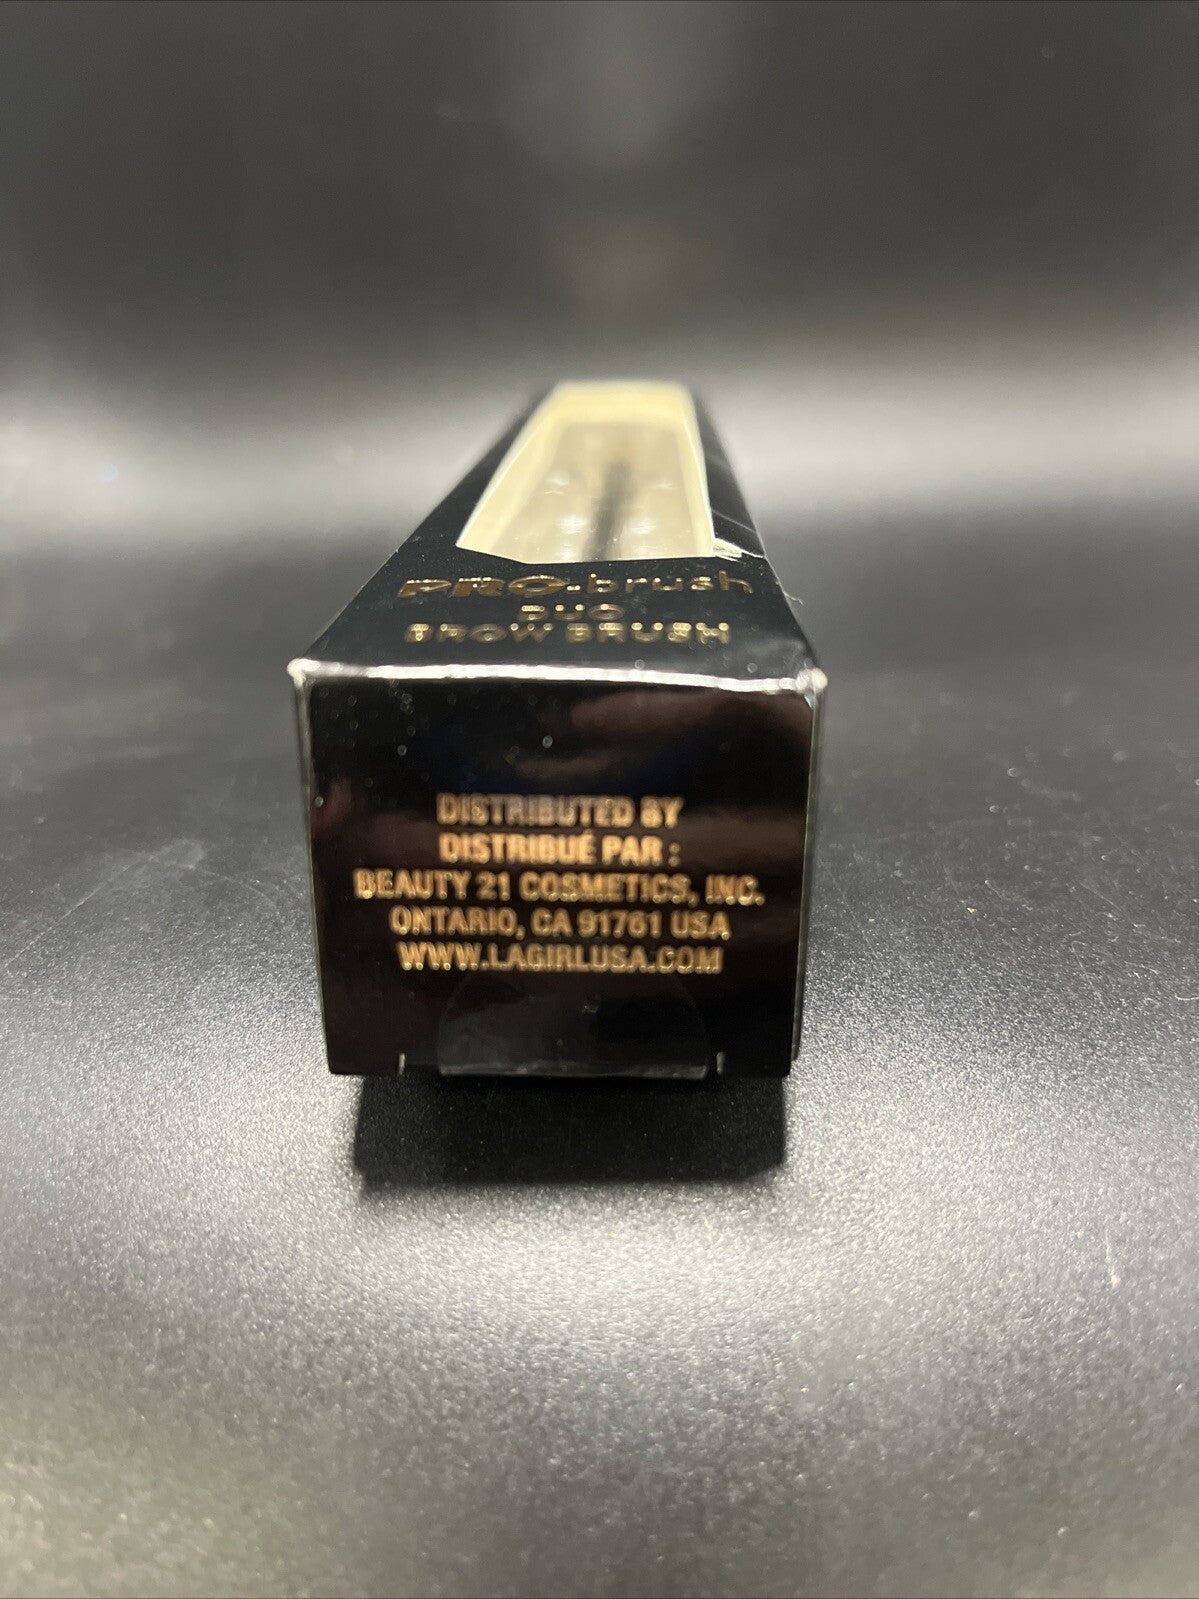 PRO.brush
DUO
BROW BRUSH
DISTRIBUTED BY
DISTRIBUÉ PAR :
BEAUTY 21 COSMETICS, INC.
ONTARIO, CA 91761 USA
WWW.LAGIRLUSA.COM